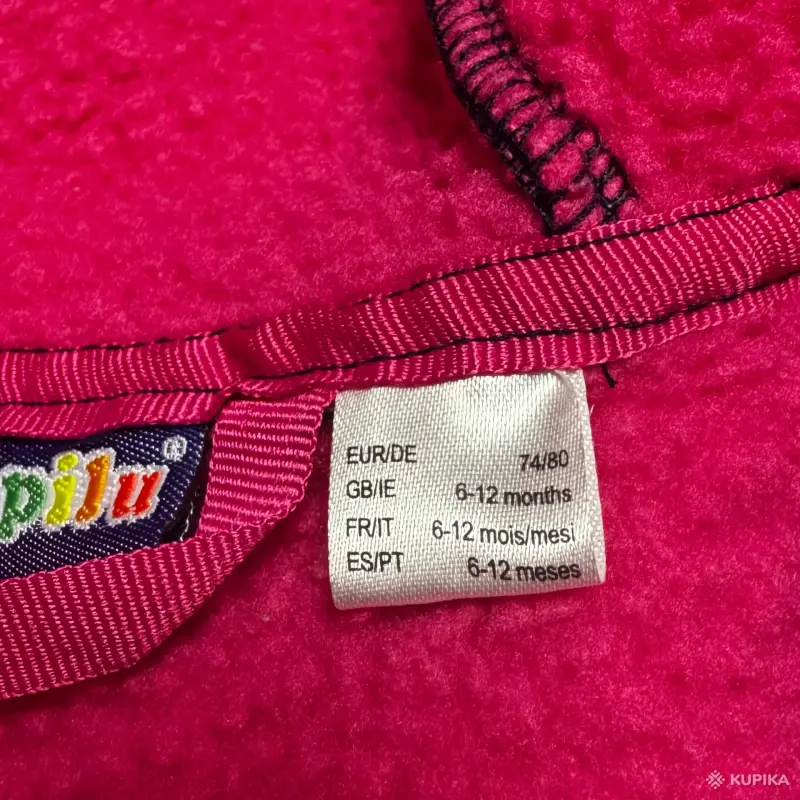 pilu®
EUR/DE 74/80
GB/IE 6-12 months
FR/IT 6-12 mois/mesi
ES/PT 6-12 meses
KUPIKA